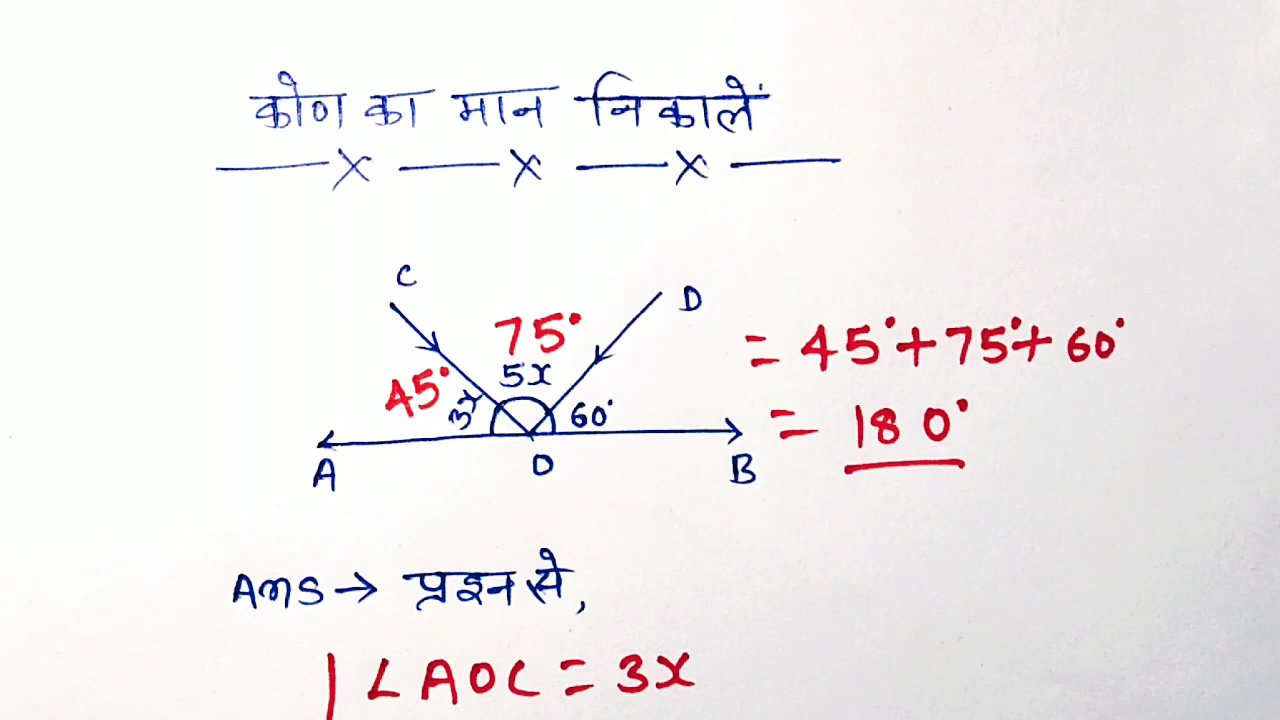 कोण का मान निकालें
—x—x—x—
C
D
75°
= 45° + 75° + 60°
5x
45°
3x
60°
= 180°
A
O
B
Ans → प्रश्न से,
∠AOC = 3x